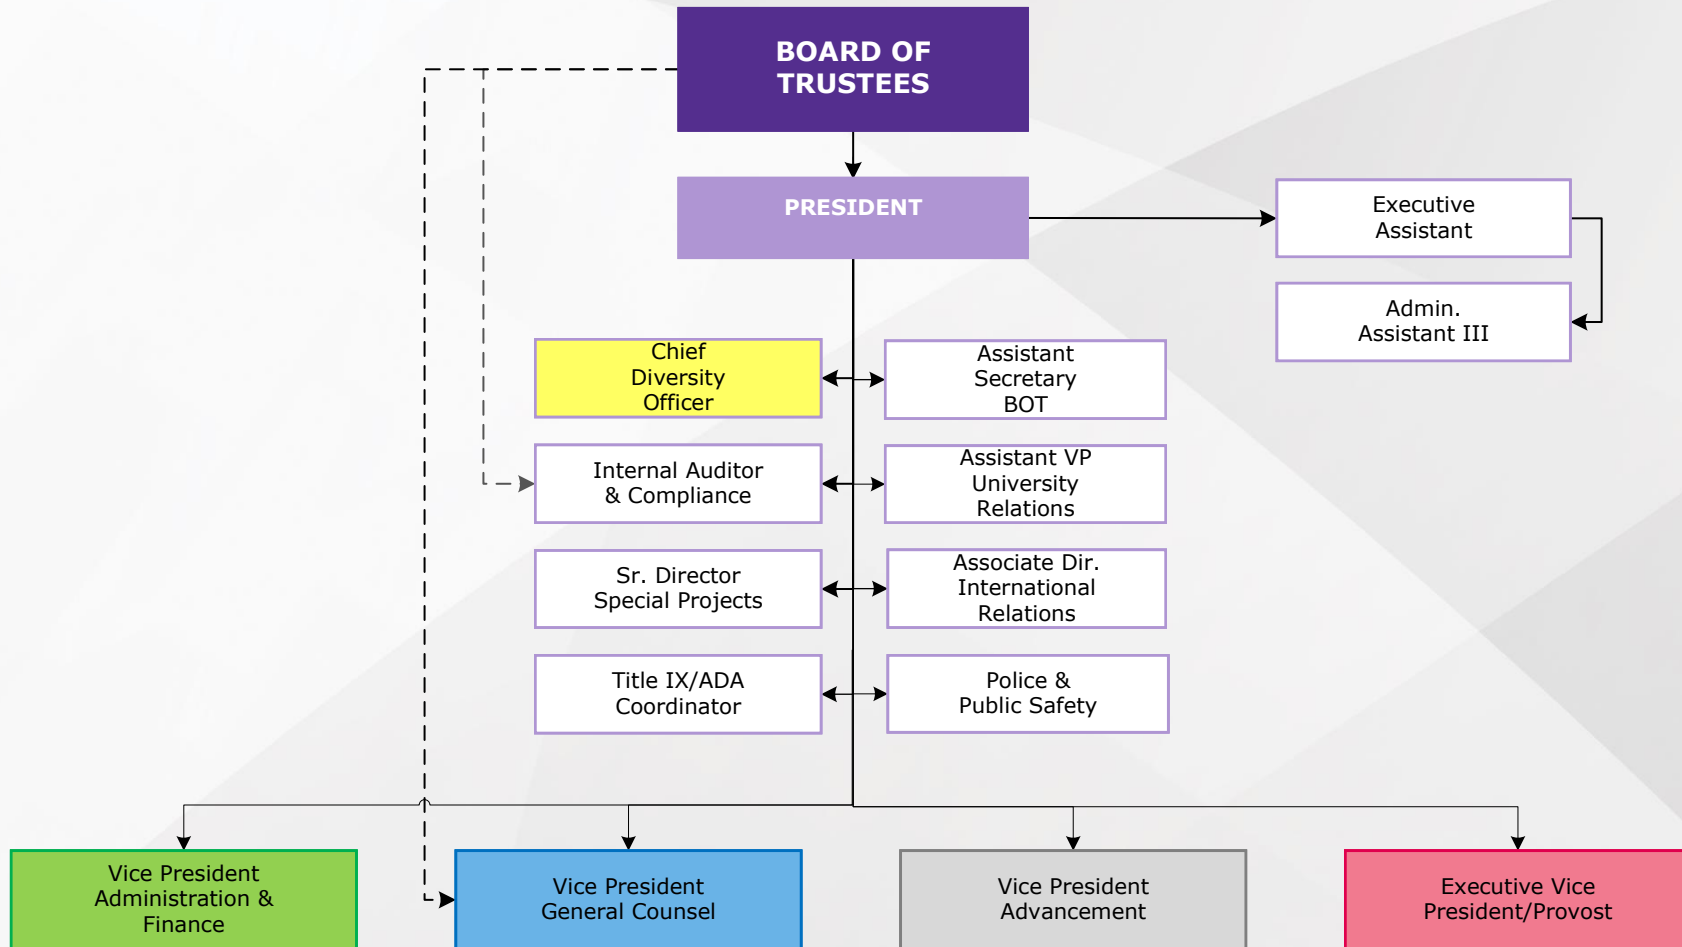 BOARD OF
TRUSTEES
PRESIDENT
Executive
Assistant
Admin.
Assistant III
Chief
Diversity
Officer
Assistant
Secretary
BOT
Internal Auditor
& Compliance
Assistant VP
University
Relations
Sr. Director
Special Projects
Associate Dir.
International
Relations
Title IX/ADA
Coordinator
Police &
Public Safety
Vice President
Administration &
Finance
Vice President
General Counsel
Vice President
Advancement
Executive Vice
President/Provost